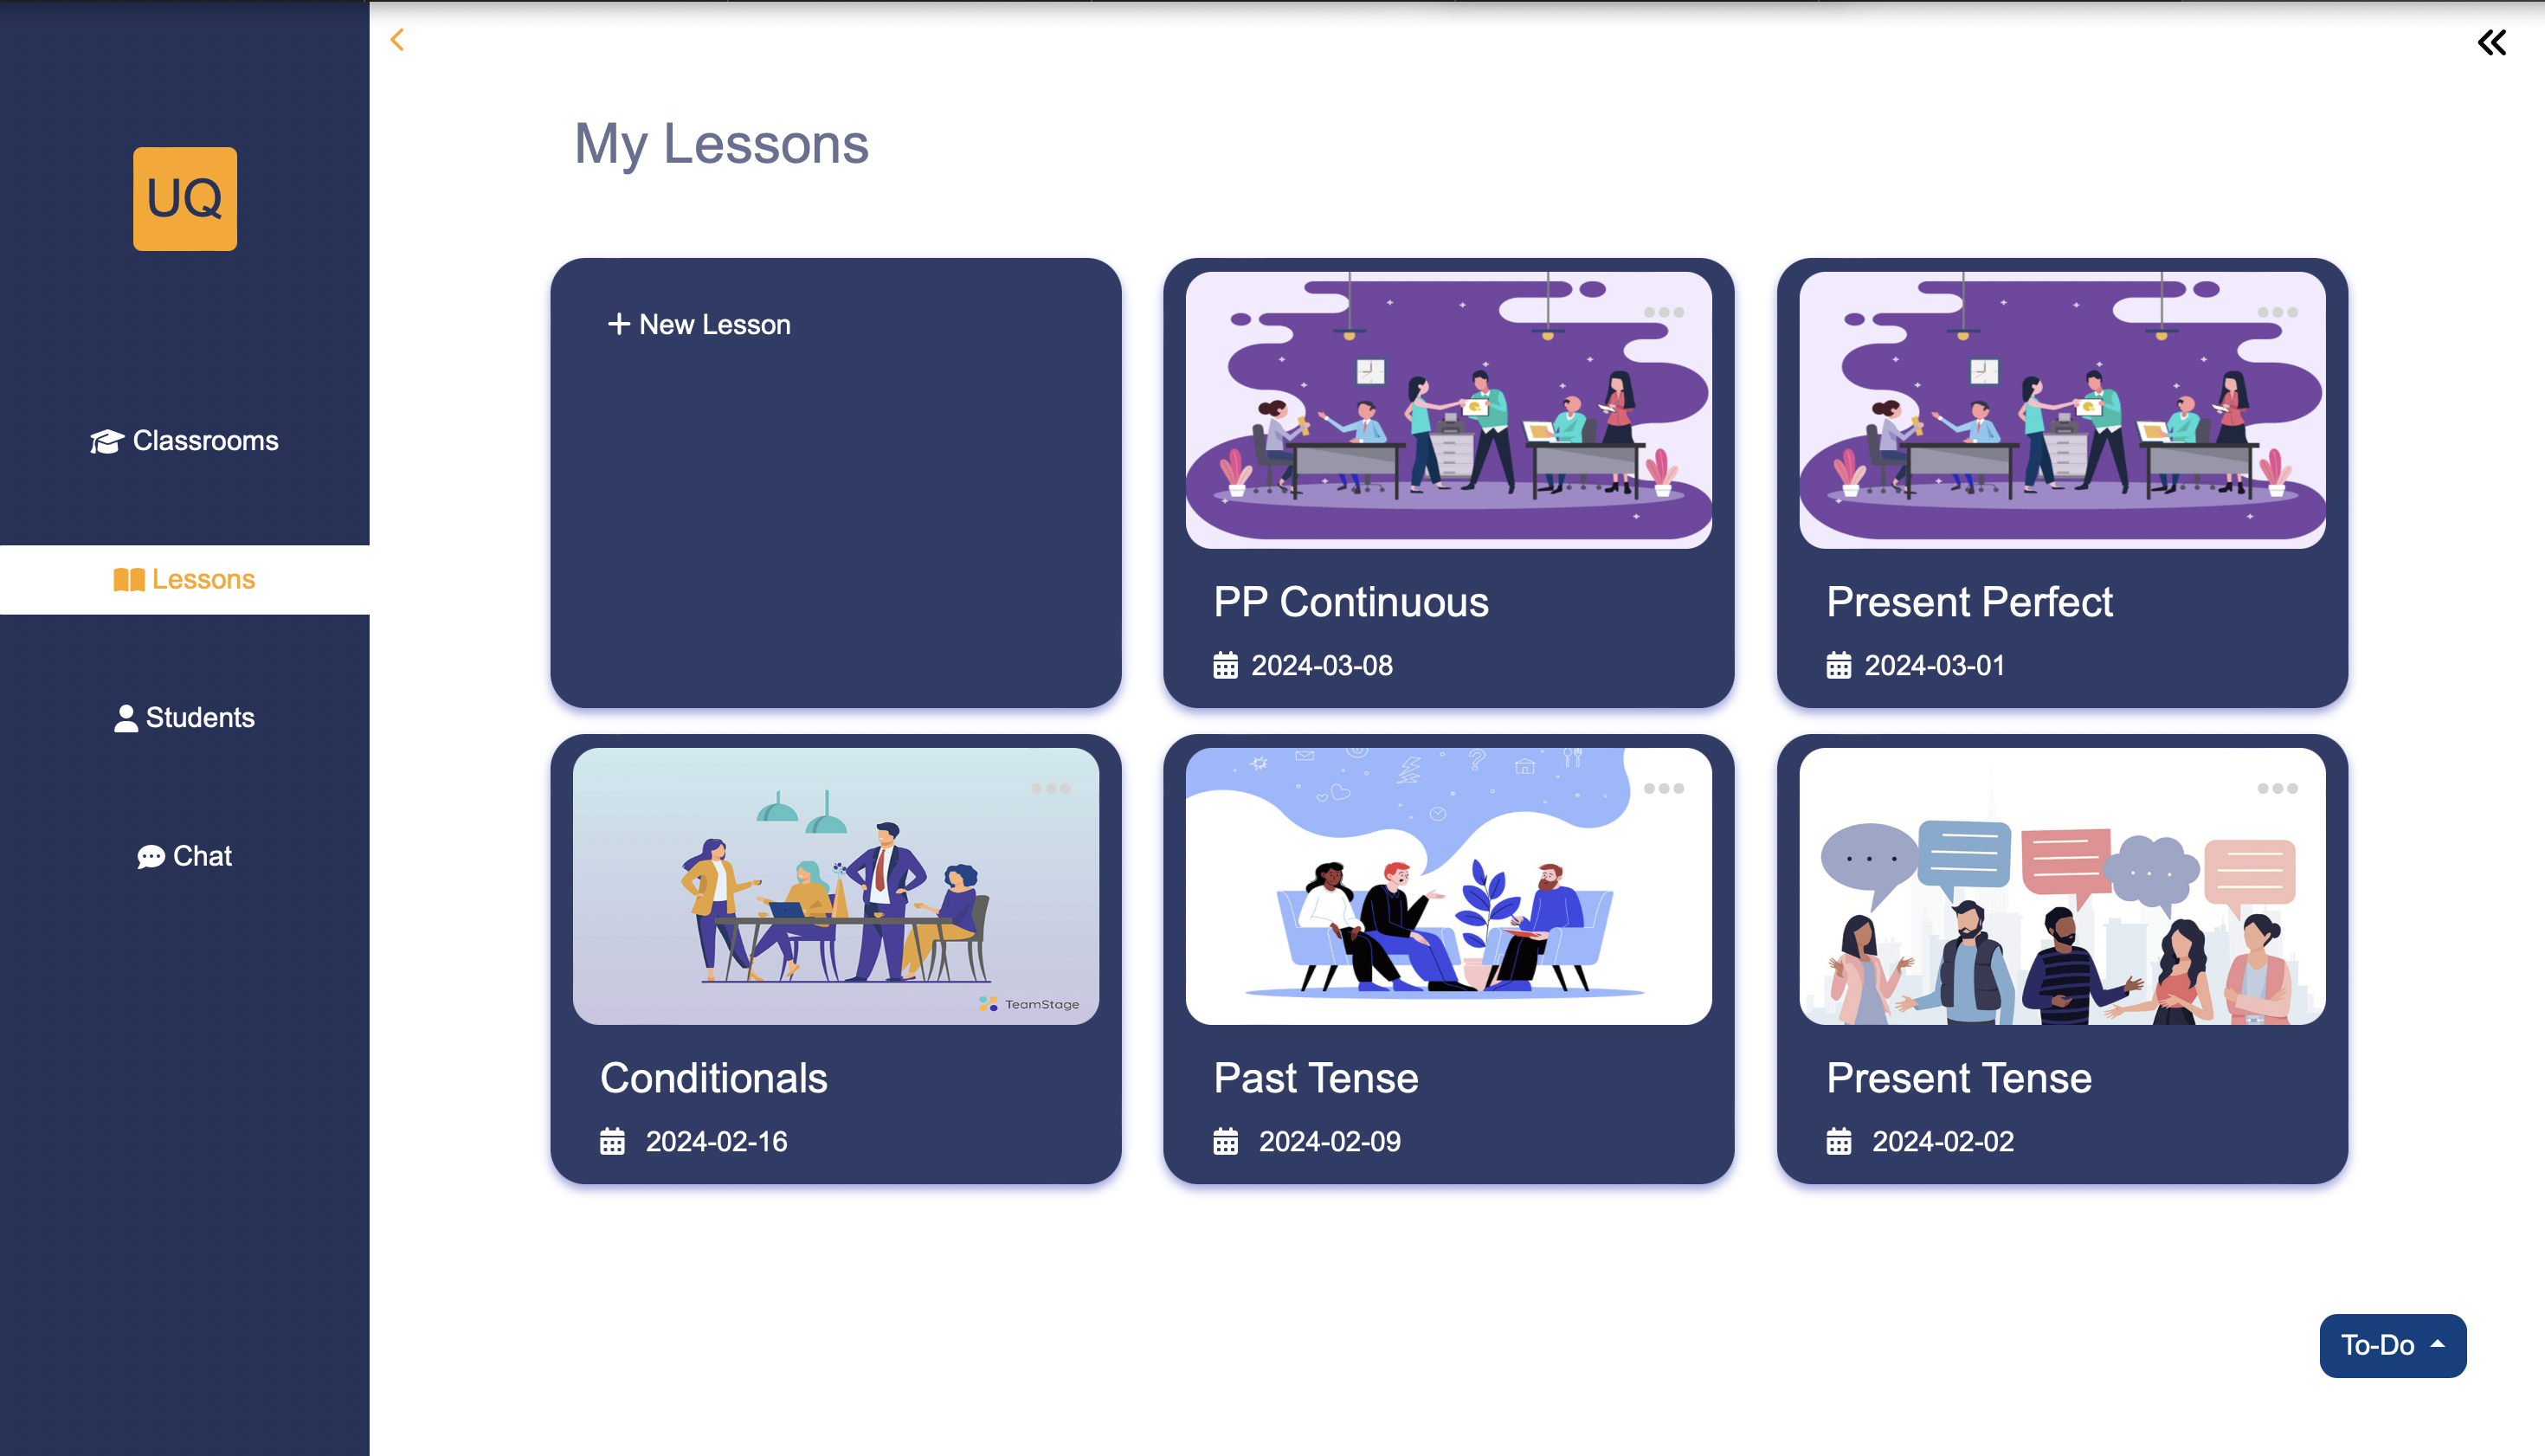 UQ
Classrooms
Lessons
Students
Chat
My Lessons
New Lesson
PP Continuous
2024-03-08
Present Perfect
2024-03-01
TeamStage
Conditionals
2024-02-16
Past Tense
2024-02-09
Present Tense
2024-02-02
To-Do